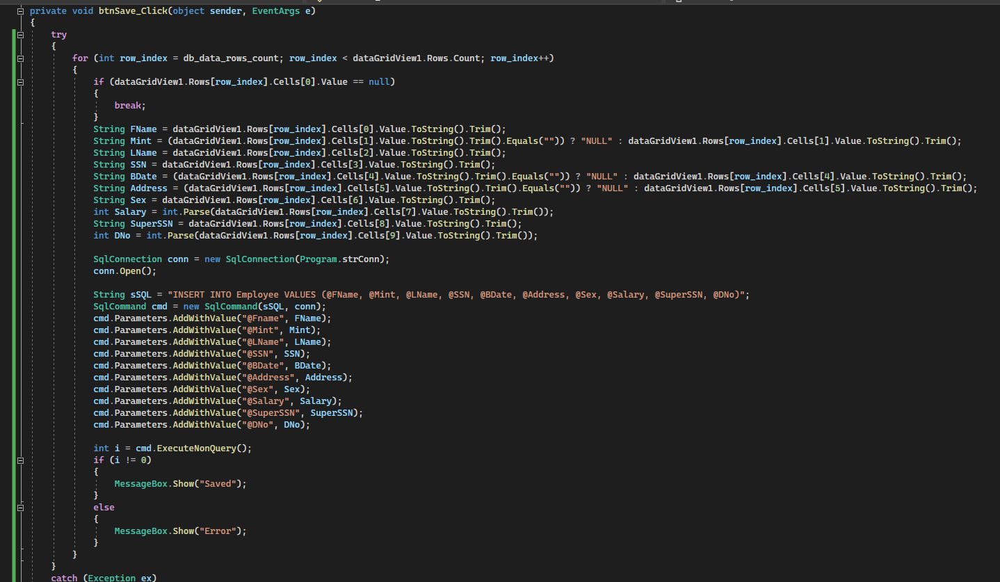 private void btnSave_Click(object sender, EventArgs e)
{
try
{
for (int row_index = db_data_rows_count; row_index < dataGridView1.Rows.Count; row_index++)
{
if (dataGridView1.Rows[row_index].Cells[0].Value == null)
{
break;
}
String FName = dataGridView1.Rows[row_index].Cells[0].Value.ToString().Trim();
String Mint = (dataGridView1.Rows[row_index].Cells[1].Value.ToString().Trim().Equals("")) ? "NULL" : dataGridView1.Rows[row_index].Cells[1].Value.ToString().Trim();
String LName = dataGridView1.Rows[row_index].Cells[2].Value.ToString().Trim();
String SSN = dataGridView1.Rows[row_index].Cells[3].Value.ToString().Trim();
String BDate = (dataGridView1.Rows[row_index].Cells[4].Value.ToString().Trim().Equals("")) ? "NULL" : dataGridView1.Rows[row_index].Cells[4].Value.ToString().Trim();
String Address = (dataGridView1.Rows[row_index].Cells[5].Value.ToString().Trim().Equals("")) ? "NULL" : dataGridView1.Rows[row_index].Cells[5].Value.ToString().Trim();
String Sex = dataGridView1.Rows[row_index].Cells[6].Value.ToString().Trim();
int Salary = int.Parse(dataGridView1.Rows[row_index].Cells[7].Value.ToString().Trim());
String SuperSSN = dataGridView1.Rows[row_index].Cells[8].Value.ToString().Trim();
int DNo = int.Parse(dataGridView1.Rows[row_index].Cells[9].Value.ToString().Trim());
SqlConnection conn = new SqlConnection(Program.strConn);
conn.Open();
String sSQL = "INSERT INTO Employee VALUES (@FName, @Mint, @LName, @SSN, @BDate, @Address, @Sex, @Salary, @SuperSSN, @DNo)";
SqlCommand cmd = new SqlCommand(sSQL, conn);
cmd.Parameters.AddWithValue("@Fname", FName);
cmd.Parameters.AddWithValue("@Mint", Mint);
cmd.Parameters.AddWithValue("@LName", LName);
cmd.Parameters.AddWithValue("@SSN", SSN);
cmd.Parameters.AddWithValue("@BDate", BDate);
cmd.Parameters.AddWithValue("@Address", Address);
cmd.Parameters.AddWithValue("@Sex", Sex);
cmd.Parameters.AddWithValue("@Salary", Salary);
cmd.Parameters.AddWithValue("@SuperSSN", SuperSSN);
cmd.Parameters.AddWithValue("@DNo", DNo);
int i = cmd.ExecuteNonQuery();
if (i != 0)
{
MessageBox.Show("Saved");
}
else
{
MessageBox.Show("Error");
}
}
}
catch (Exception ex)